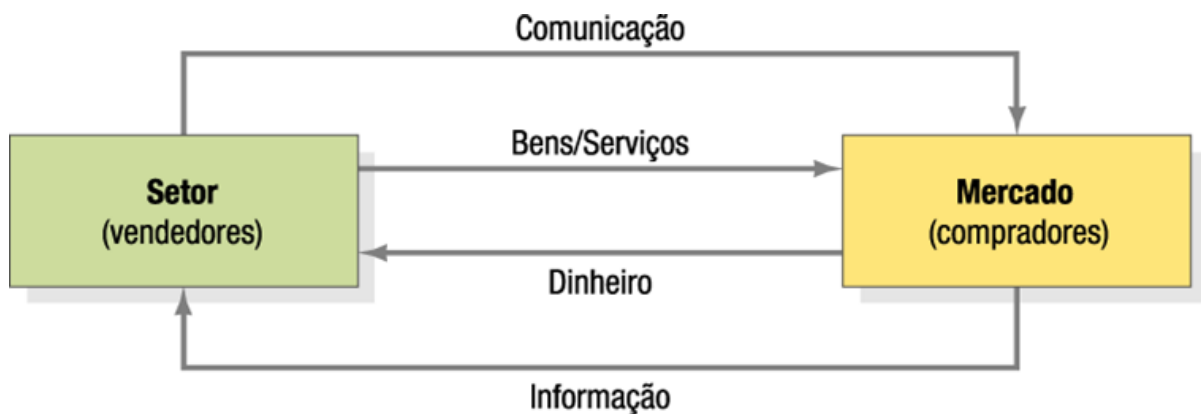 Comunicação
Bens/Serviços
Setor
(vendedores)
Mercado
(compradores)
Dinheiro
Informação